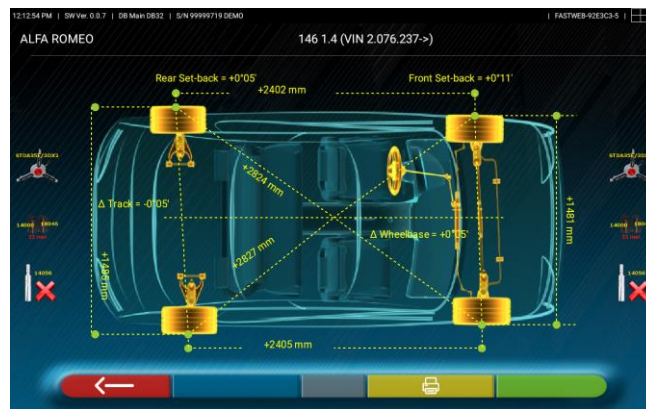 12:12:54 PM | SW Ver. 0.0.7 | DB Main DB32 | S/N 99999719 DEMO | FASTWEB-92E3C3-5 |
ALFA ROMEO 146 1.4 (VIN 2.076.237->)
Rear Set-back = +0°05' Front Set-back = +0°11'
+2402 mm
+2824 mm
Δ Track = -0°05'
+1481 mm
Δ Wheelbase = +0°05'
+2827 mm
14056
+2405 mm